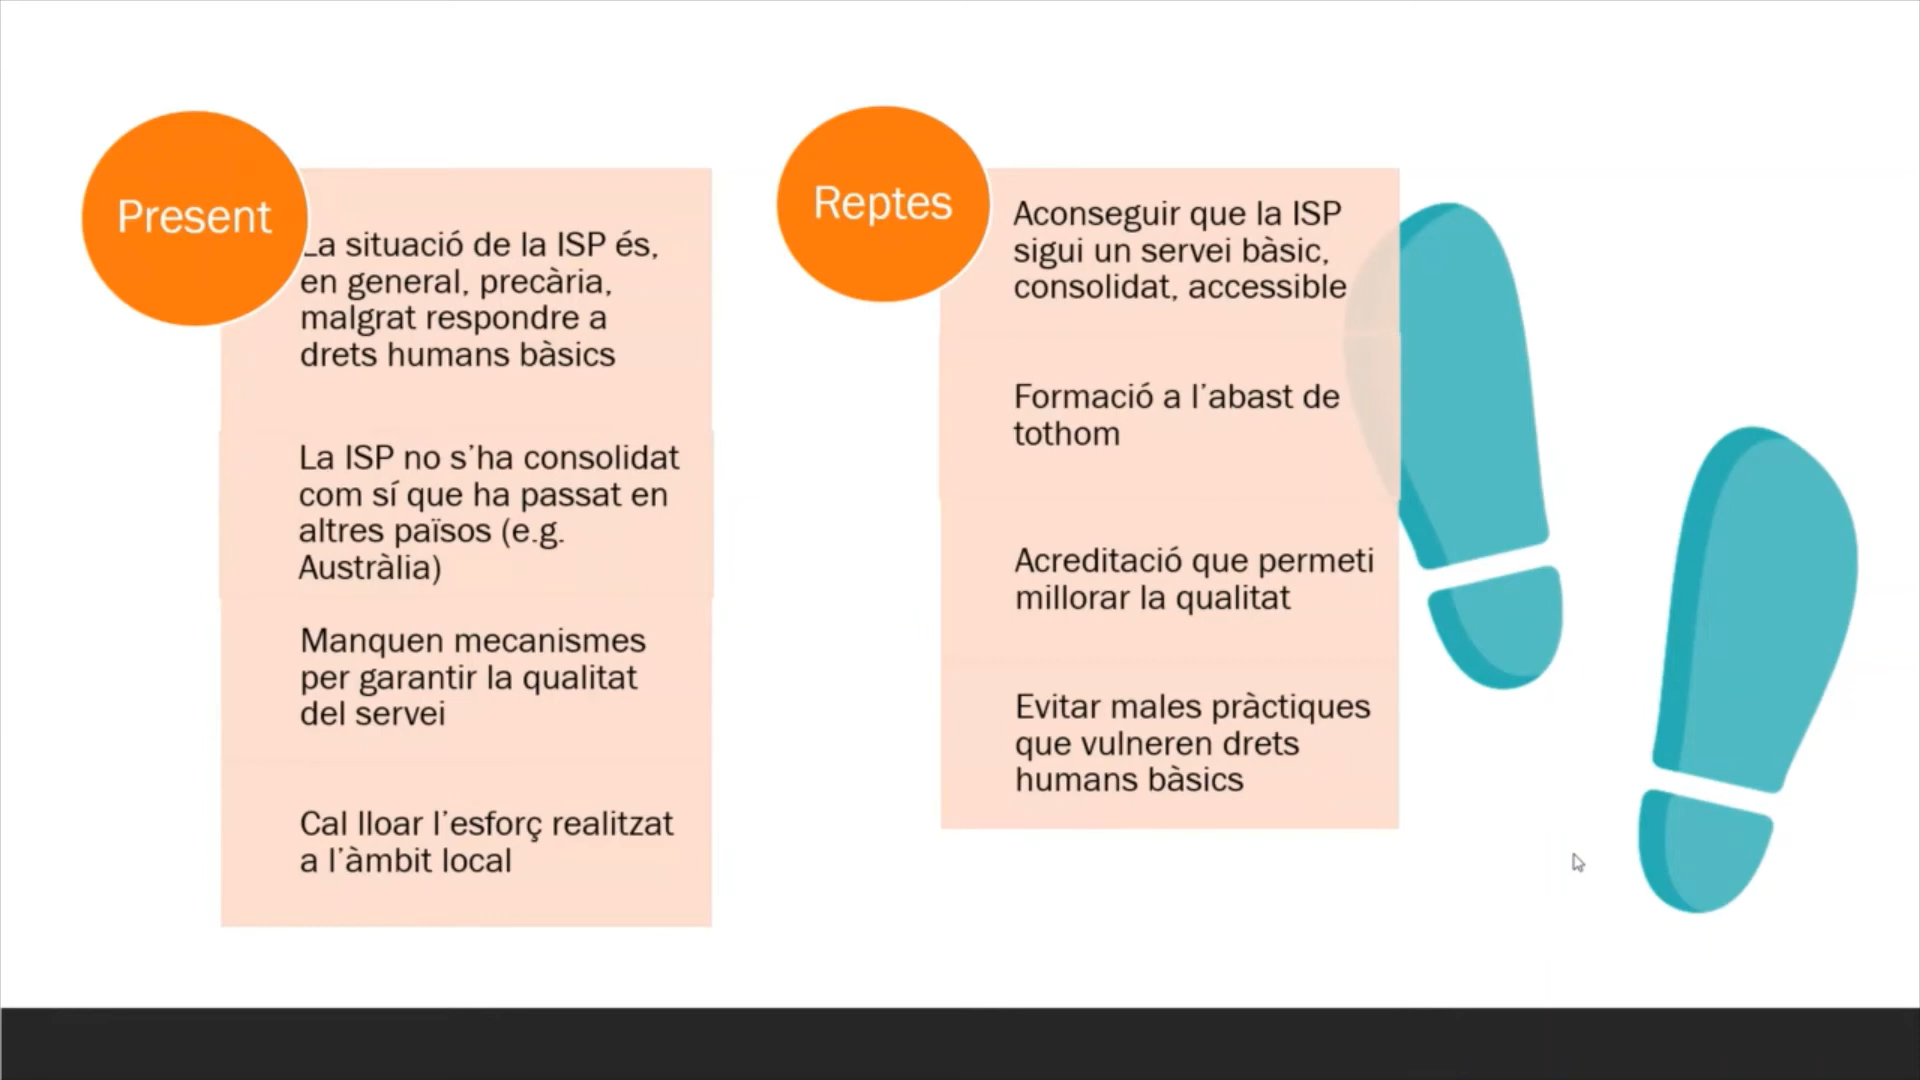 Present
La situació de la ISP és,
en general, precària,
malgrat respondre a
drets humans bàsics
La ISP no s'ha consolidat
com sí que ha passat en
altres països (e.g.
Austràlia)
Manquen mecanismes
per garantir la qualitat
del servei
Cal lloar l'esforç realitzat
a l'àmbit local
Reptes
Aconseguir que la ISP
sigui un servei bàsic,
consolidat, accessible
Formació a l'abast de
tothom
Acreditació que permeti
millorar la qualitat
Evitar males pràctiques
que vulneren drets
humans bàsics